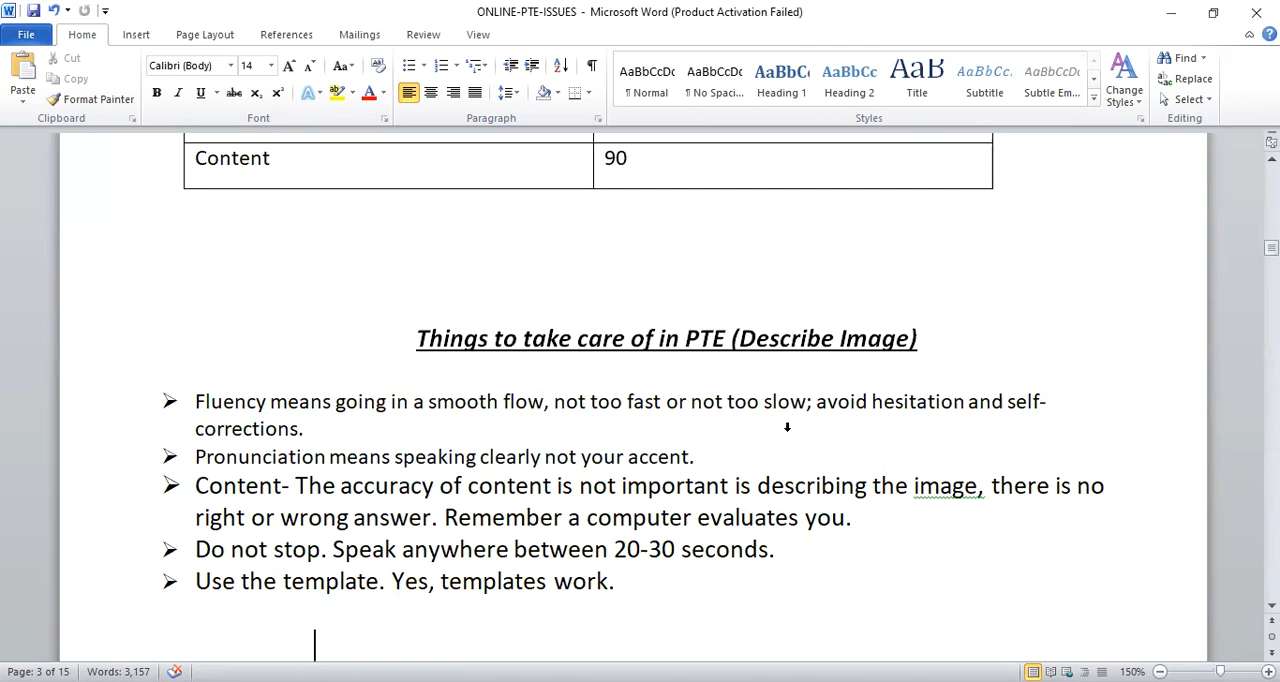 ONLINE-PTE-ISSUES - Microsoft Word (Product Activation Failed)
File Home Insert Page Layout References Mailings Review View
Cut
Copy
Format Painter
Paste
Clipboard
Calibri (Body) 14
Font
Paragraph
AaBbCcDc AaBbCcDc AaBbC AaBbCc AaB AaBbCc. AaBbCcDc
¶ Normal ¶ No Spaci... Heading 1 Heading 2 Title Subtitle Subtle Em...
Styles
Change
Styles
Find
Replace
Select
Editing
Content 90
Things to take care of in PTE (Describe Image)
Fluency means going in a smooth flow, not too fast or not too slow; avoid hesitation and self-
corrections.
Pronunciation means speaking clearly not your accent.
Content- The accuracy of content is not important is describing the image, there is no
right or wrong answer. Remember a computer evaluates you.
Do not stop. Speak anywhere between 20-30 seconds.
Use the template. Yes, templates work.
Page: 3 of 15 Words: 3,157 150%